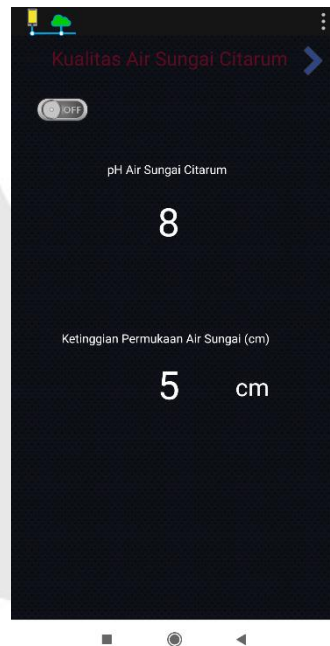 Kualitas Air Sungai Citarum
OFF
pH Air Sungai Citarum
8
Ketinggian Permukaan Air Sungai (cm)
5 cm